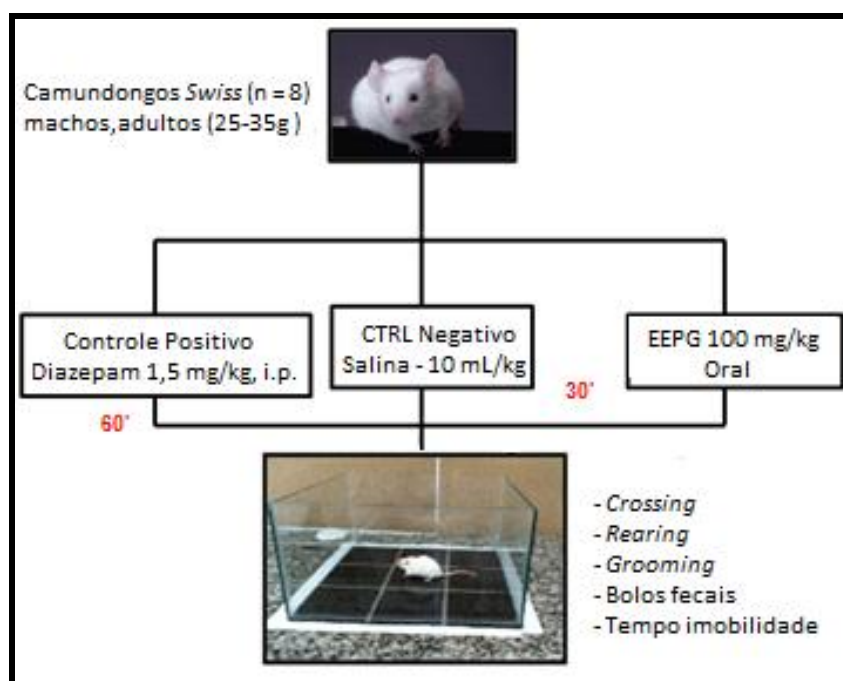 Camundongos Swiss (n = 8)
machos,adultos (25-35g )
Controle Positivo
Diazepam 1,5 mg/kg, i.p.
CTRL Negativo
Salina - 10 mL/kg
EEPG 100 mg/kg
Oral
60'
30'
- Crossing
- Rearing
- Grooming
- Bolos fecais
- Tempo imobilidade